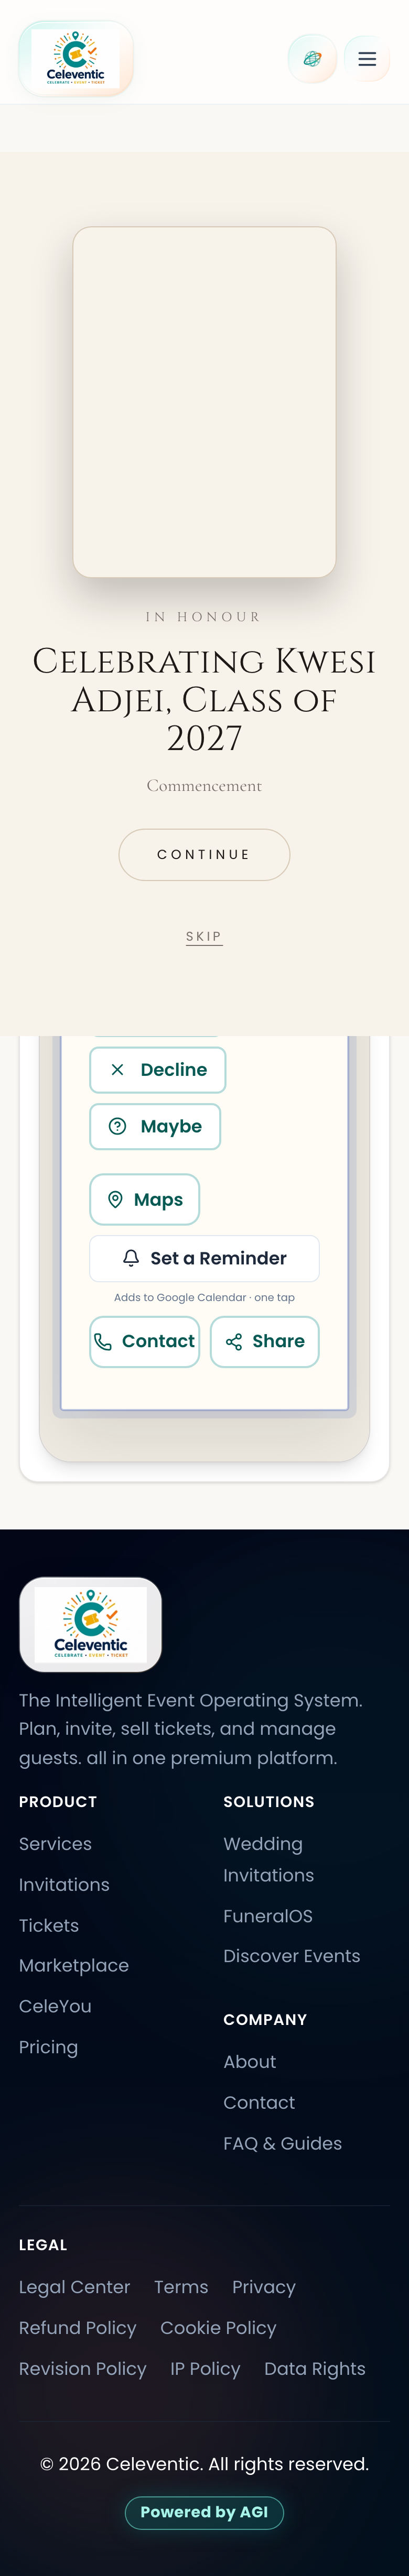 Celeventic
CELEBRATE • EVENT • TICKET
IN HONOUR
Celebrating Kwesi
Adjei, Class of
2027
Commencement
CONTINUE
SKIP
Decline
Maybe
Maps
Set a Reminder
Adds to Google Calendar · one tap
Contact
Share
Celeventic
CELEBRATE • EVENT • TICKET
The Intelligent Event Operating System.
Plan, invite, sell tickets, and manage
guests. all in one premium platform.
PRODUCT
Services
Invitations
Tickets
Marketplace
CeleYou
Pricing
SOLUTIONS
Wedding
Invitations
FuneralOS
Discover Events
COMPANY
About
Contact
FAQ & Guides
LEGAL
Legal Center Terms Privacy
Refund Policy Cookie Policy
Revision Policy IP Policy Data Rights
© 2026 Celeventic. All rights reserved.
Powered by AGI